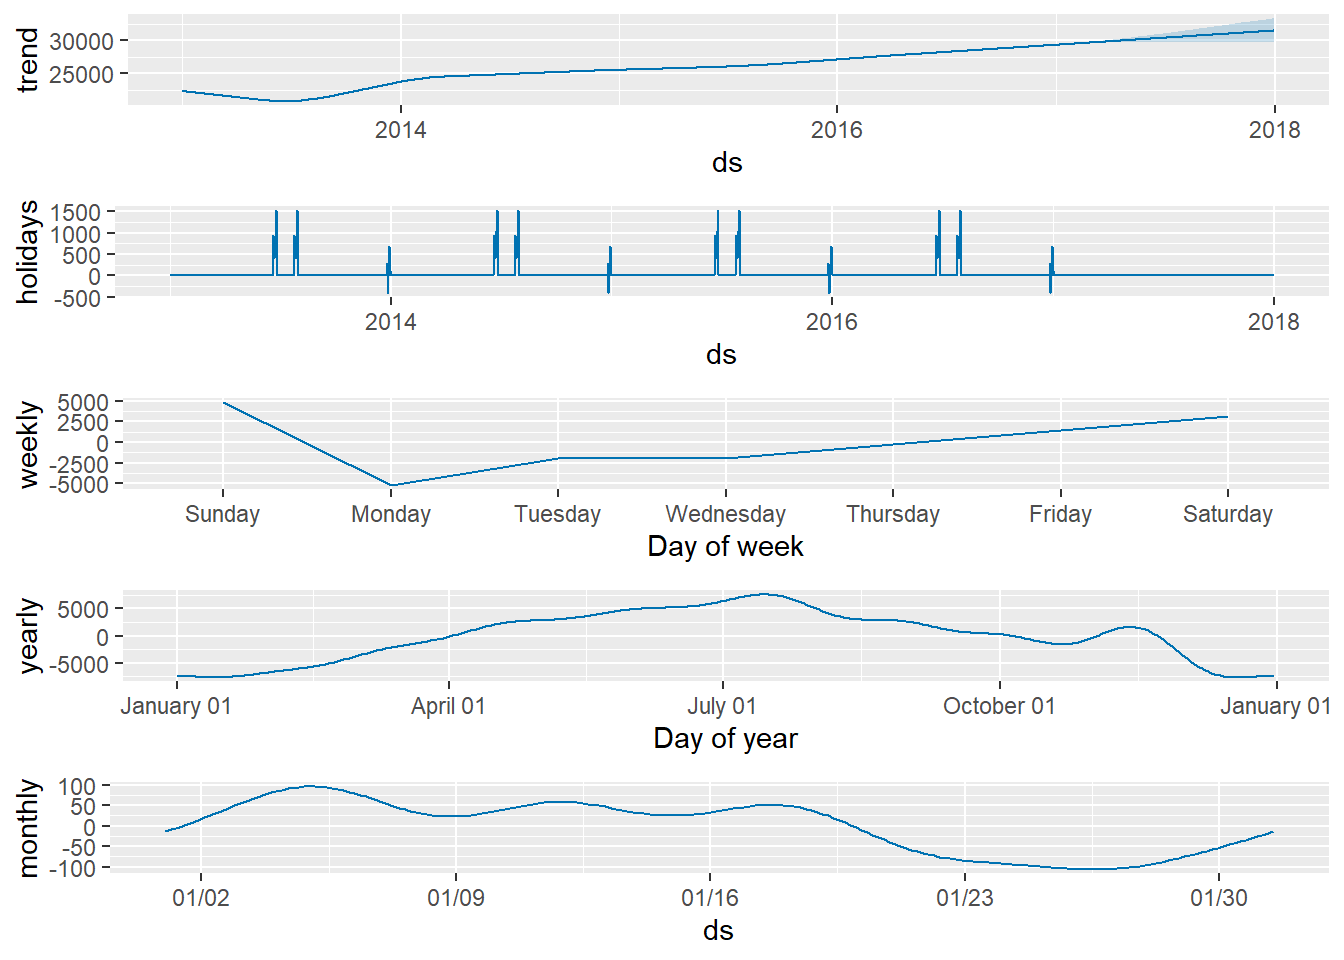 trend
30000
25000
2014 2016 2018
ds
holidays
1500
1000
500
0
-500
2014 2016 2018
ds
weekly
5000
2500
0
-2500
-5000
Sunday Monday Tuesday Wednesday Thursday Friday Saturday
Day of week
yearly
5000
0
-5000
January 01 April 01 July 01 October 01 January 01
Day of year
monthly
100
50
0
-50
-100
01/02 01/09 01/16 01/23 01/30
ds